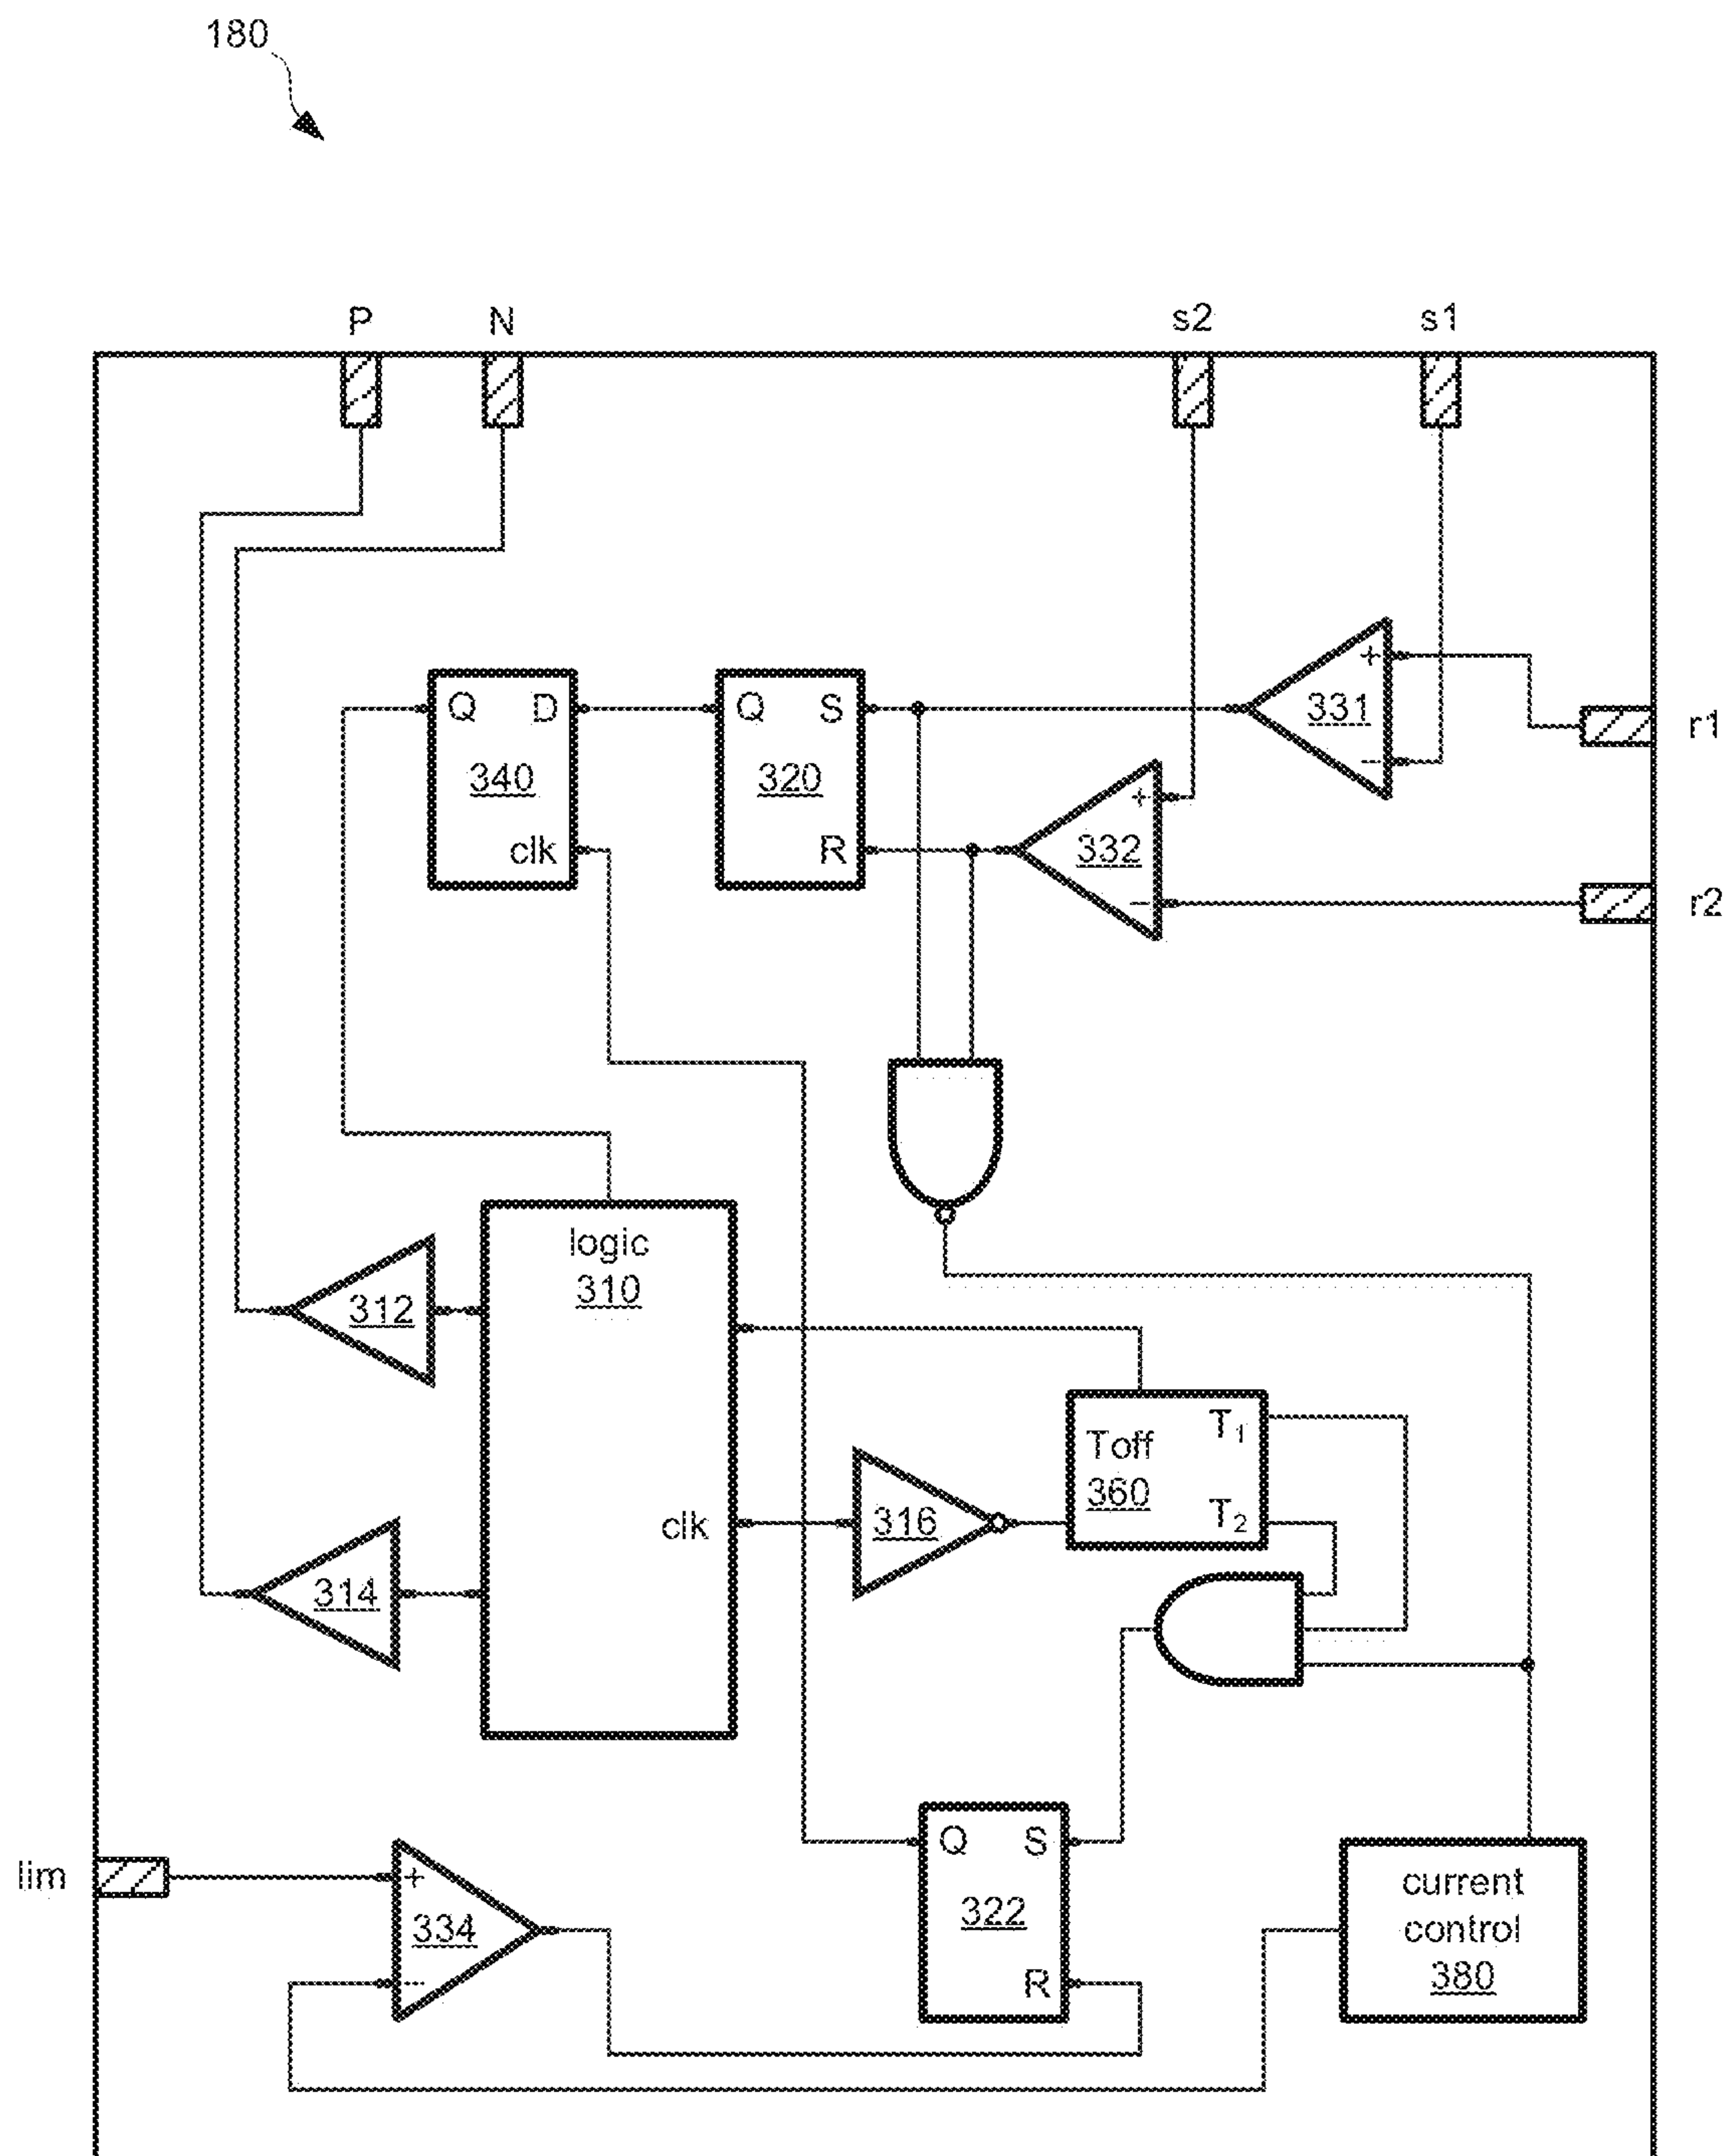 180
P N s2 s1
+
331
r1
−
Q D
340
clk
Q S
320
R
+
332
−
r2
logic
310
312
T1
Toff
360
T2
clk
316
314
lim
+
334
−
Q S
322
R
current
control
380